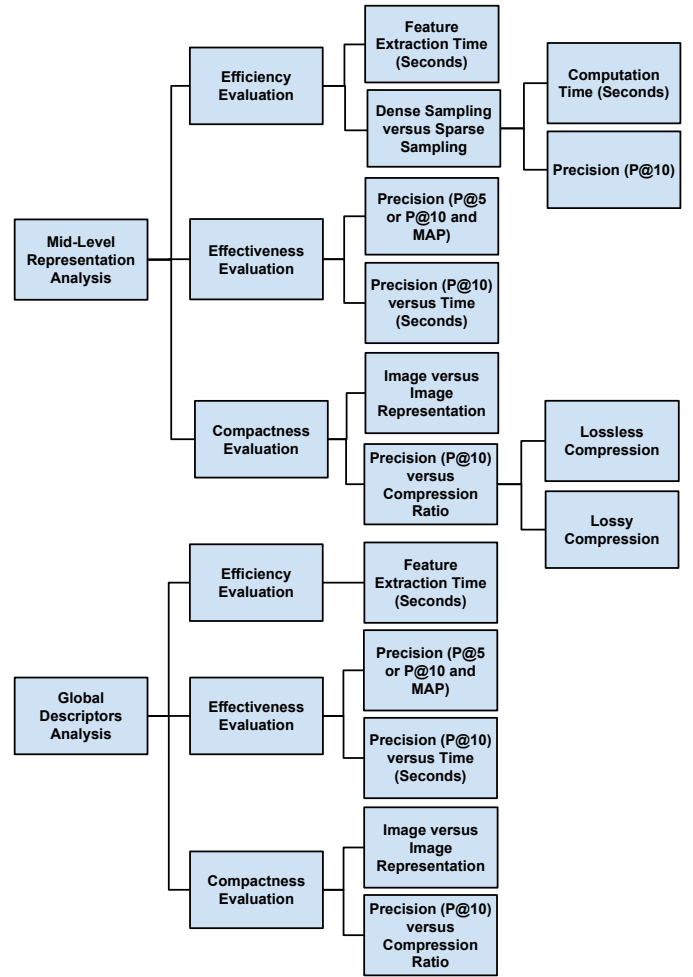 Feature
Extraction Time
(Seconds)
Efficiency
Evaluation
Computation
Time (Seconds)
Dense Sampling
versus Sparse
Sampling
Precision (P@10)
Mid-Level
Representation
Analysis
Effectiveness
Evaluation
Precision (P@5
or P@10 and
MAP)
Precision (P@10)
versus Time
(Seconds)
Compactness
Evaluation
Image versus
Image
Representation
Precision (P@10)
versus
Compression
Ratio
Lossless
Compression
Lossy
Compression
Global
Descriptors
Analysis
Efficiency
Evaluation
Feature
Extraction Time
(Seconds)
Effectiveness
Evaluation
Precision (P@5
or P@10 and
MAP)
Precision (P@10)
versus Time
(Seconds)
Compactness
Evaluation
Image versus
Image
Representation
Precision (P@10)
versus
Compression
Ratio